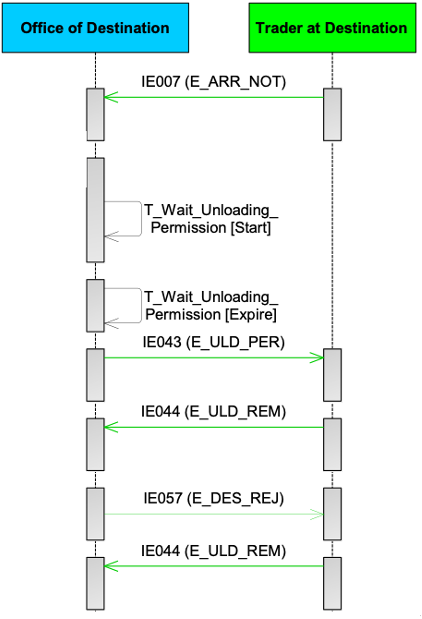 Office of Destination
Trader at Destination
IE007 (E_ARR_NOT)
T_Wait_Unloading_
Permission [Start]
T_Wait_Unloading_
Permission [Expire]
IE043 (E_ULD_PER)
IE044 (E_ULD_REM)
IE057 (E_DES_REJ)
IE044 (E_ULD_REM)